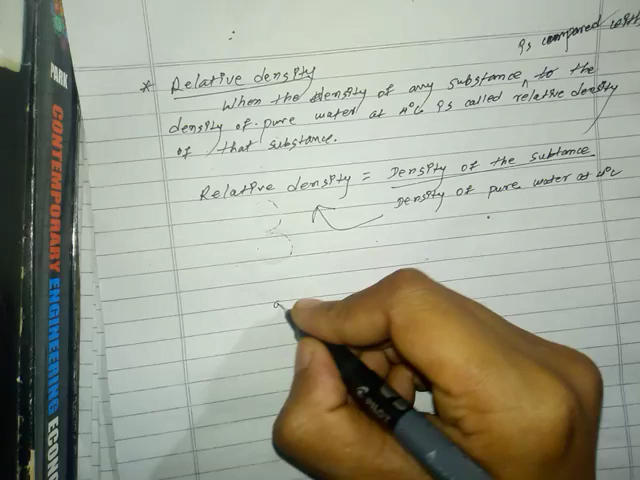 PARK
CONTEMPORARY ENGINEERING ECONO
is compared with
* Relative density
When the density of any substance ^ to the
density of pure water at 4°C is called relative density
of that substance.
Relative density = Density of the subtance
Density of pure water at 4°C
PILOT